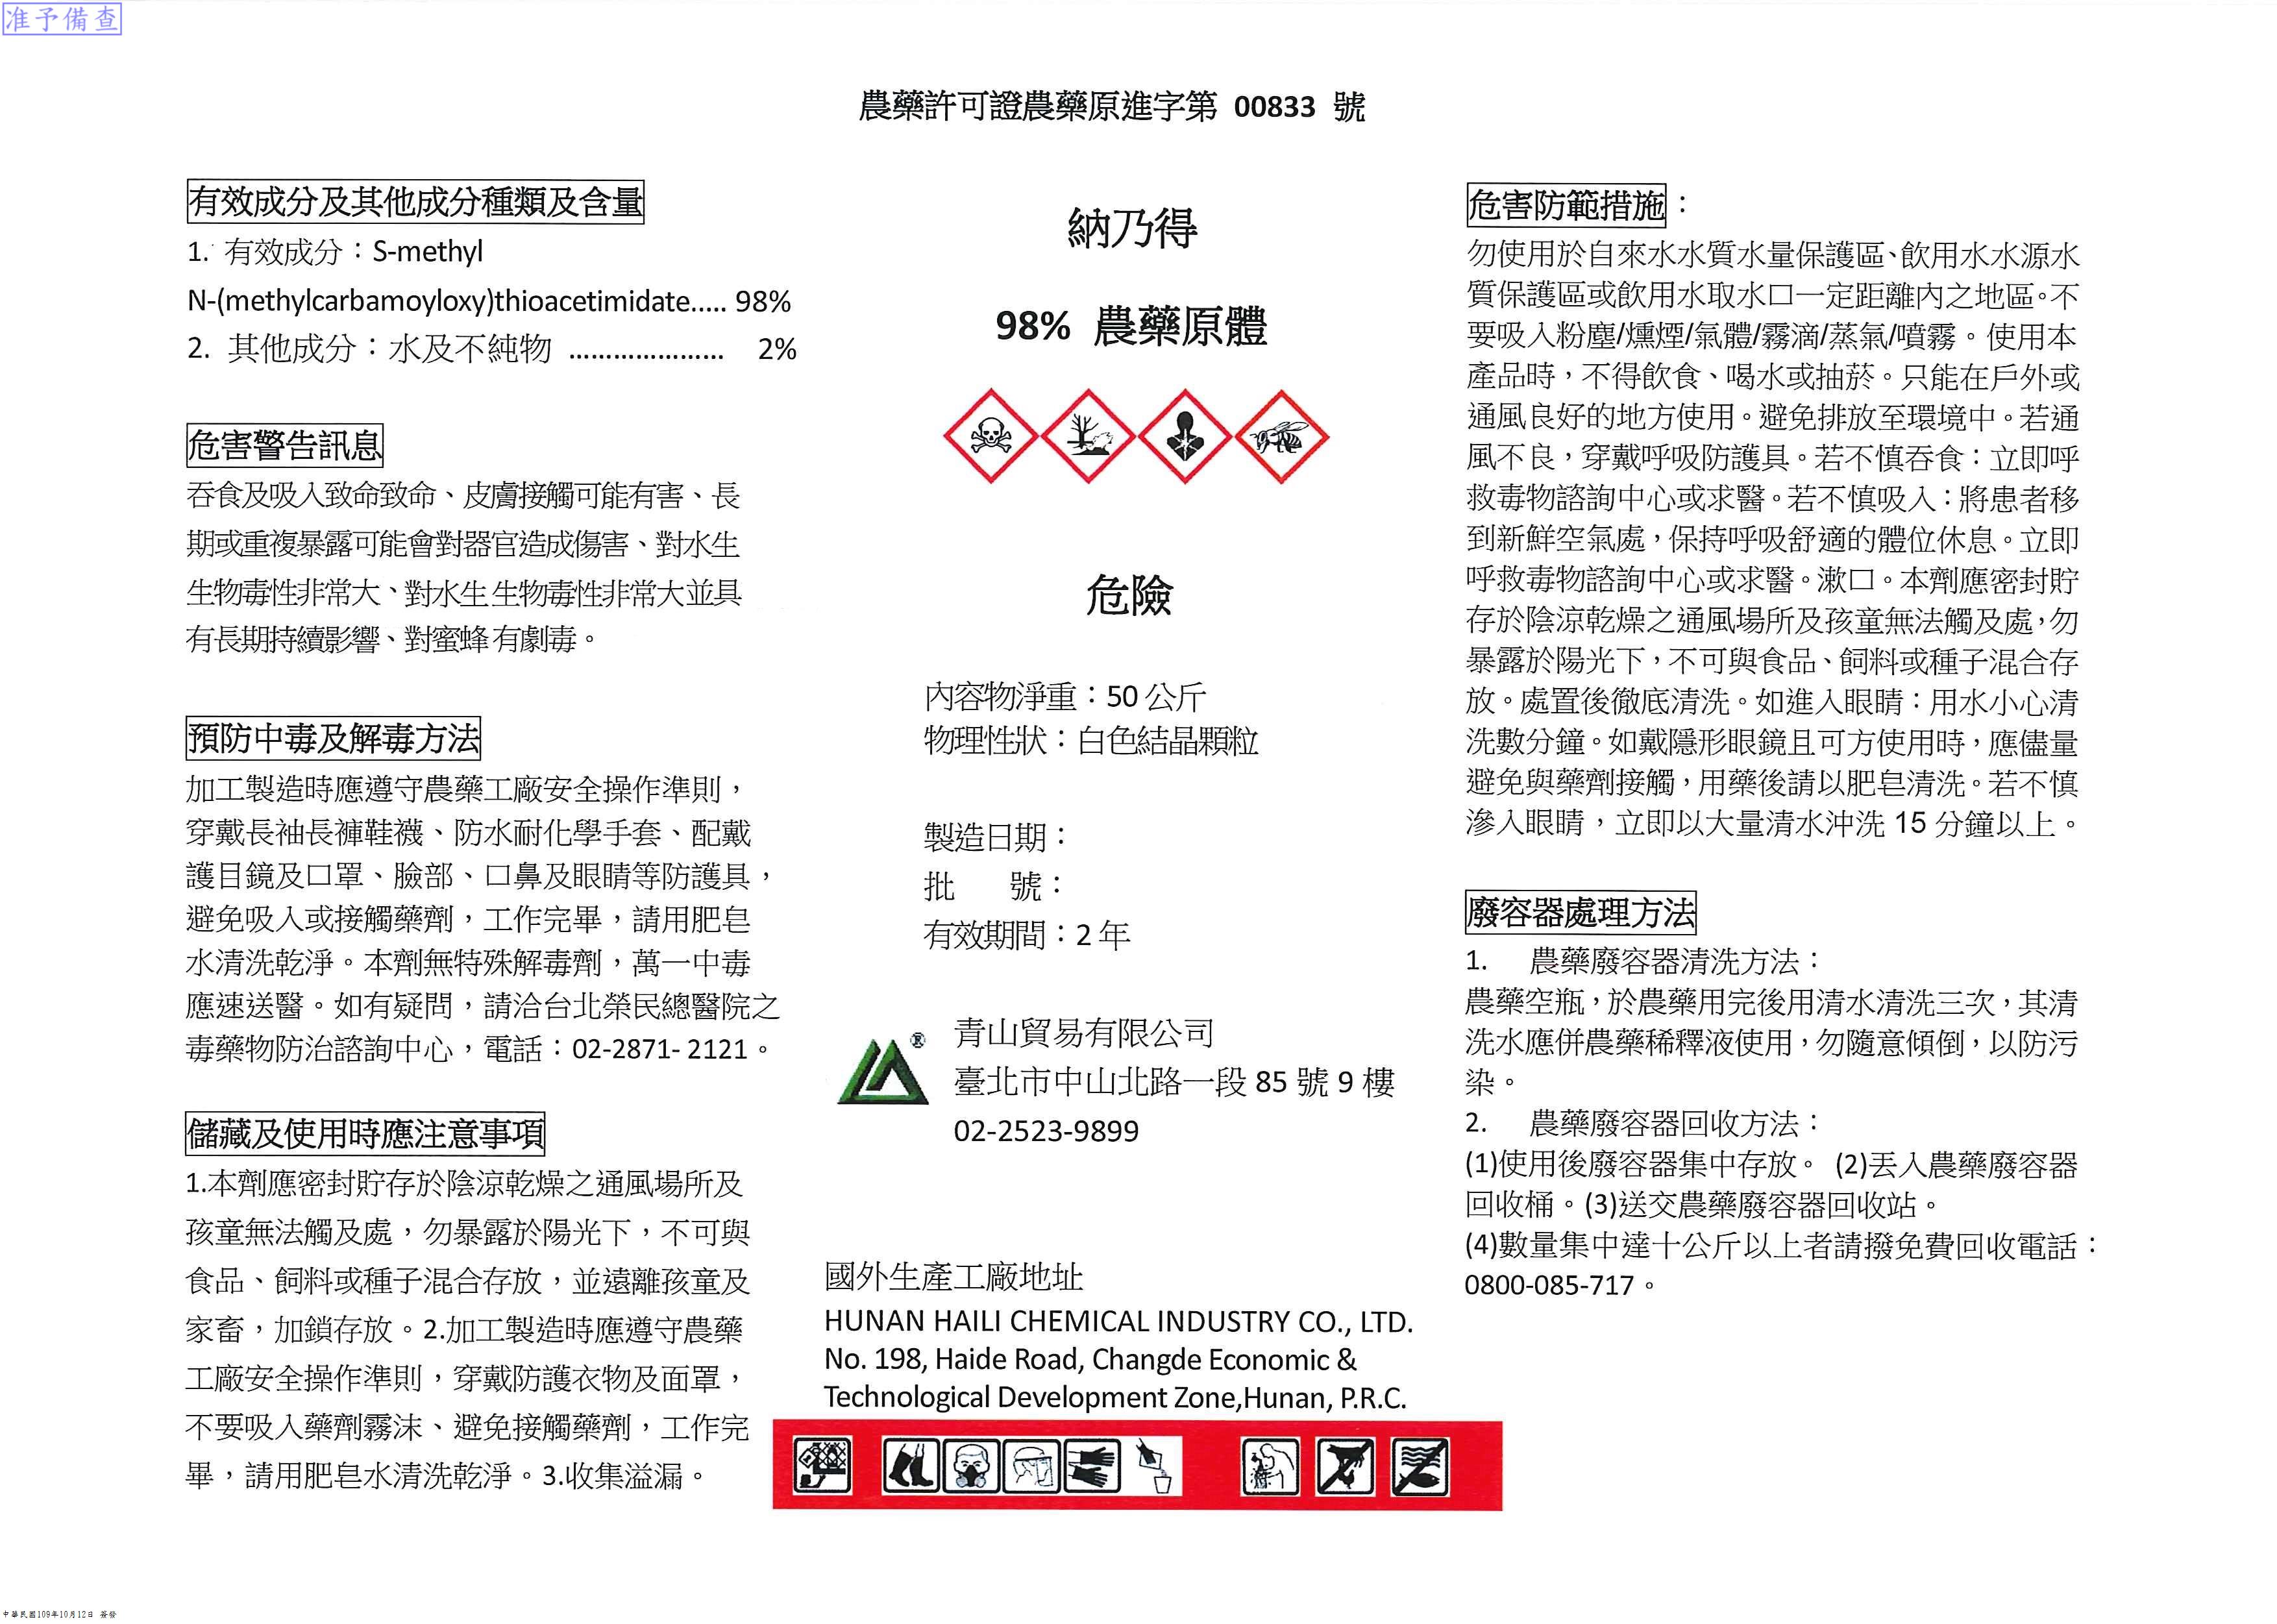 准予備查
農藥許可證農藥原進字第 00833 號
有效成分及其他成分種類及含量
1. 有效成分：S-methyl
N-(methylcarbamoyloxy)thioacetimidate..... 98%
2. 其他成分：水及不純物 ..................... 2%
危害警告訊息
吞食及吸入致命致命、皮膚接觸可能有害、長
期或重複暴露可能會對器官造成傷害、對水生
生物毒性非常大、對水生生物毒性非常大並具
有長期持續影響、對蜜蜂有劇毒。
預防中毒及解毒方法
加工製造時應遵守農藥工廠安全操作準則，
穿戴長袖長褲鞋襪、防水耐化學手套、配戴
護目鏡及口罩、臉部、口鼻及眼睛等防護具，
避免吸入或接觸藥劑，工作完畢，請用肥皂
水清洗乾淨。本劑無特殊解毒劑，萬一中毒
應速送醫。如有疑問，請洽台北榮民總醫院之
毒藥物防治諮詢中心，電話：02-2871- 2121。
儲藏及使用時應注意事項
1.本劑應密封貯存於陰涼乾燥之通風場所及
孩童無法觸及處，勿暴露於陽光下，不可與
食品、飼料或種子混合存放，並遠離孩童及
家畜，加鎖存放。2.加工製造時應遵守農藥
工廠安全操作準則，穿戴防護衣物及面罩，
不要吸入藥劑霧沫、避免接觸藥劑，工作完
畢，請用肥皂水清洗乾淨。3.收集溢漏。
納乃得
98% 農藥原體
危險
內容物淨重：50 公斤
物理性狀：白色結晶顆粒
製造日期：
批 號：
有效期間：2 年
®
青山貿易有限公司
臺北市中山北路一段 85 號 9 樓
02-2523-9899
國外生產工廠地址
HUNAN HAILI CHEMICAL INDUSTRY CO., LTD.
No. 198, Haide Road, Changde Economic &
Technological Development Zone,Hunan, P.R.C.
危害防範措施：
勿使用於自來水水質水量保護區、飲用水水源水
質保護區或飲用水取水口一定距離內之地區。不
要吸入粉塵/燻煙/氣體/霧滴/蒸氣/噴霧。使用本
產品時，不得飲食、喝水或抽菸。只能在戶外或
通風良好的地方使用。避免排放至環境中。若通
風不良，穿戴呼吸防護具。若不慎吞食：立即呼
救毒物諮詢中心或求醫。若不慎吸入：將患者移
到新鮮空氣處，保持呼吸舒適的體位休息。立即
呼救毒物諮詢中心或求醫。漱口。本劑應密封貯
存於陰涼乾燥之通風場所及孩童無法觸及處，勿
暴露於陽光下，不可與食品、飼料或種子混合存
放。處置後徹底清洗。如進入眼睛：用水小心清
洗數分鐘。如戴隱形眼鏡且可方使用時，應儘量
避免與藥劑接觸，用藥後請以肥皂清洗。若不慎
滲入眼睛，立即以大量清水沖洗 15 分鐘以上。
廢容器處理方法
1. 農藥廢容器清洗方法：
農藥空瓶，於農藥用完後用清水清洗三次，其清
洗水應併農藥稀釋液使用，勿隨意傾倒，以防污
染。
2. 農藥廢容器回收方法：
(1)使用後廢容器集中存放。 (2)丟入農藥廢容器
回收桶。(3)送交農藥廢容器回收站。
(4)數量集中達十公斤以上者請撥免費回收電話：
0800-085-717。
中華民國109年10月12日 簽發